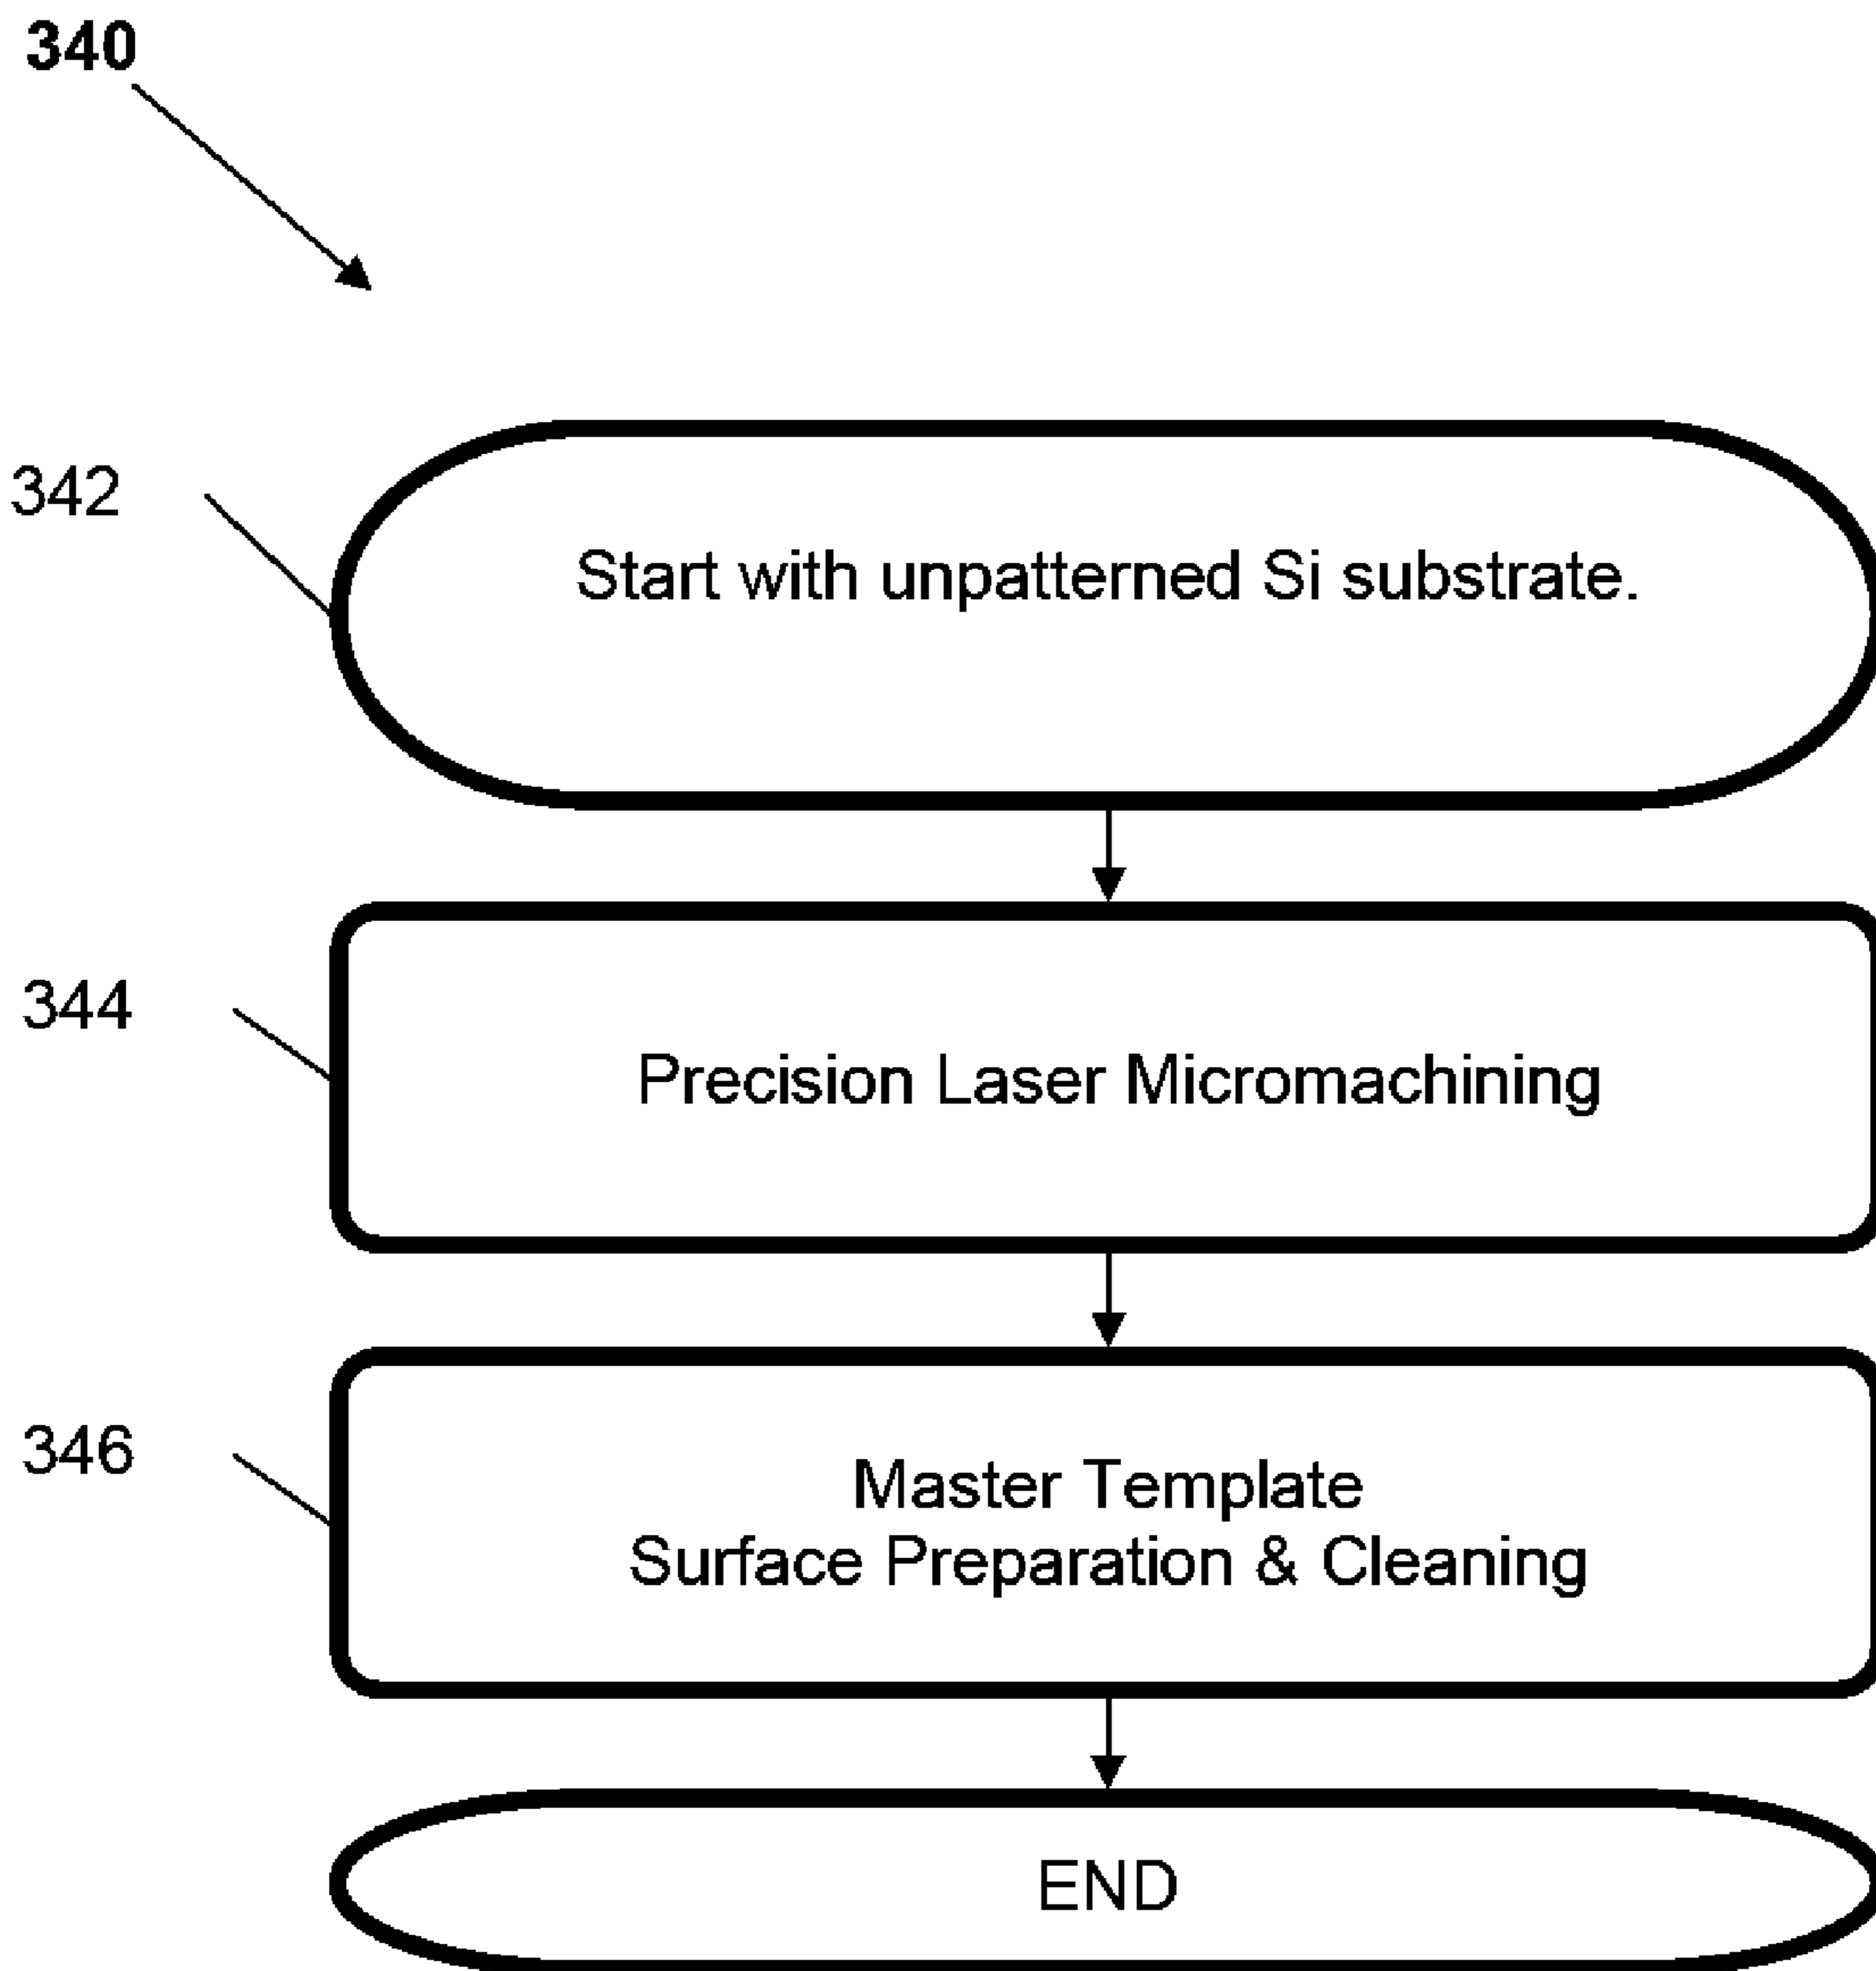 340
342
Start with unpatterned Si substrate.
344
Precision Laser Micromachining
346
Master Template
Surface Preparation & Cleaning
END